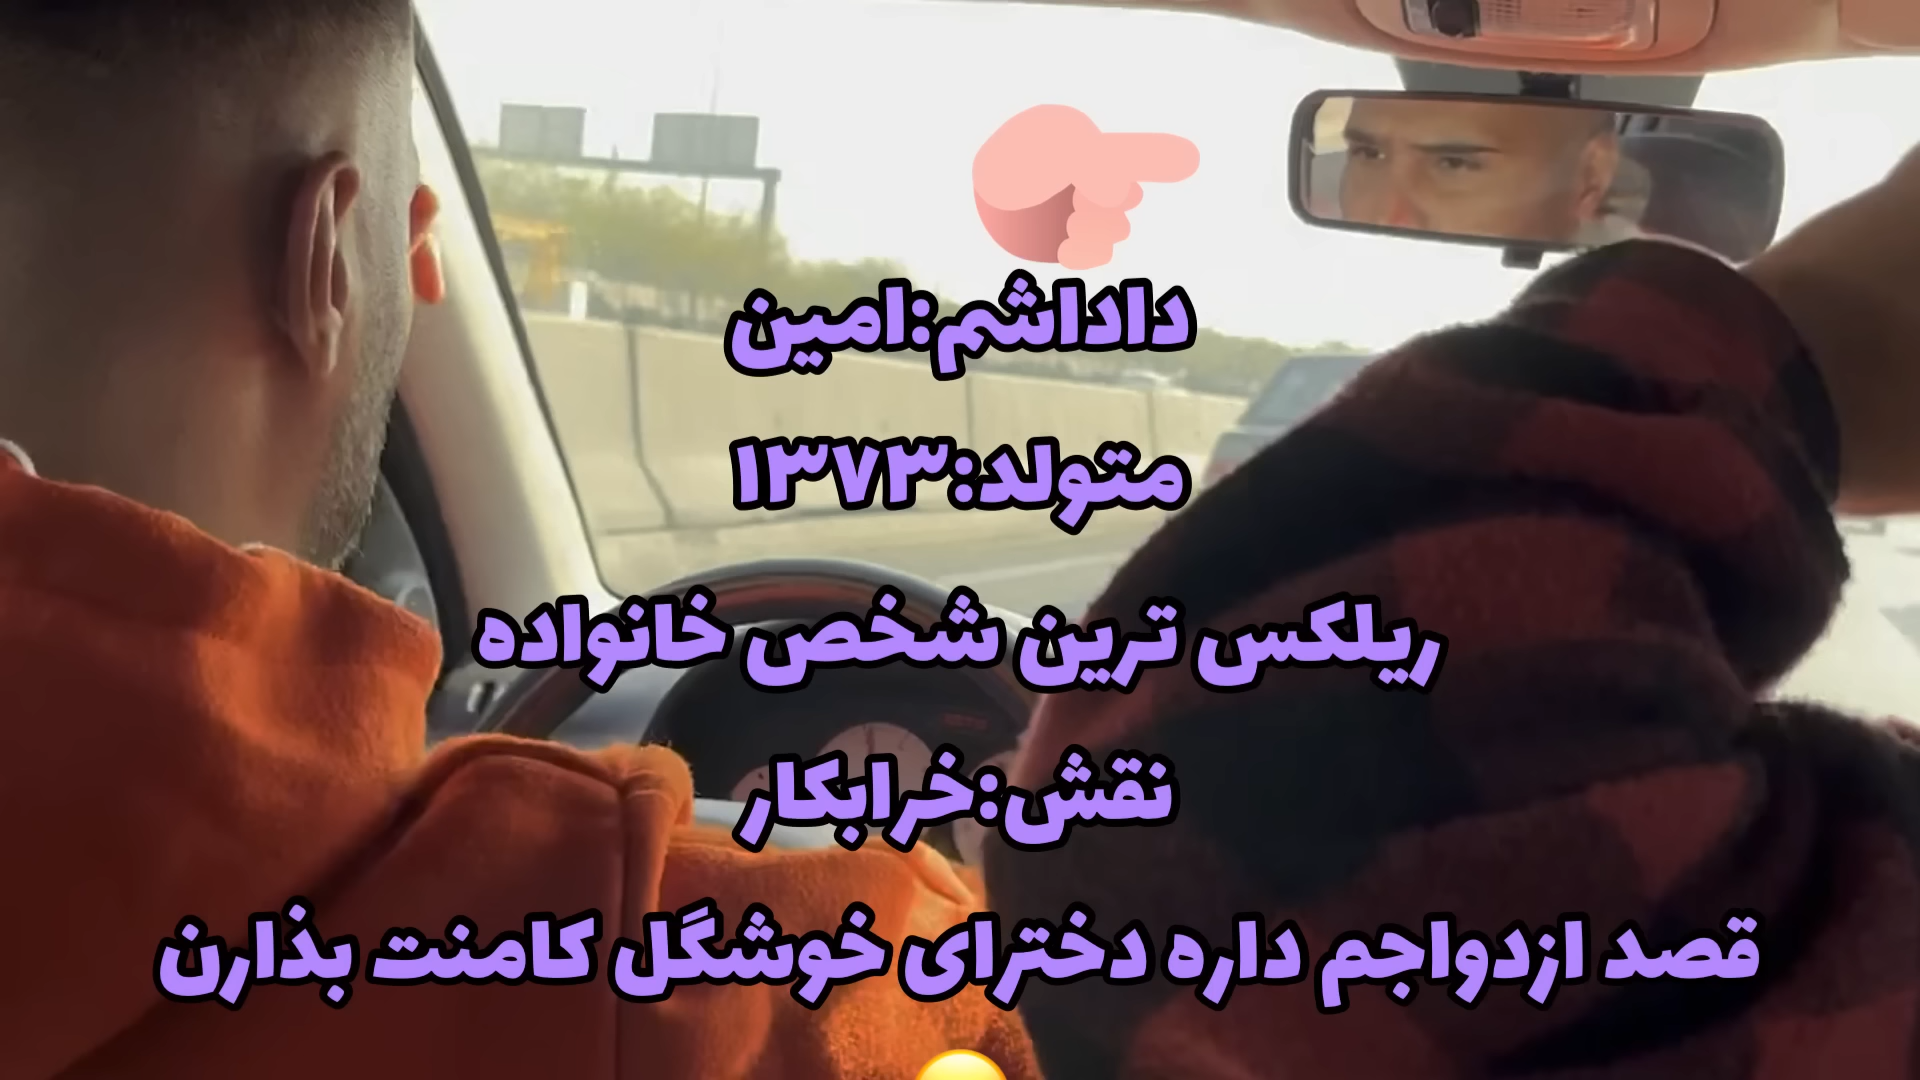 داداشم:امین
متولد:۱۳۷۳
ریلکس ترین شخص خانواده
نقش:خرابکار
قصد ازدواجم داره دخترای خوشگل کامنت بذارن